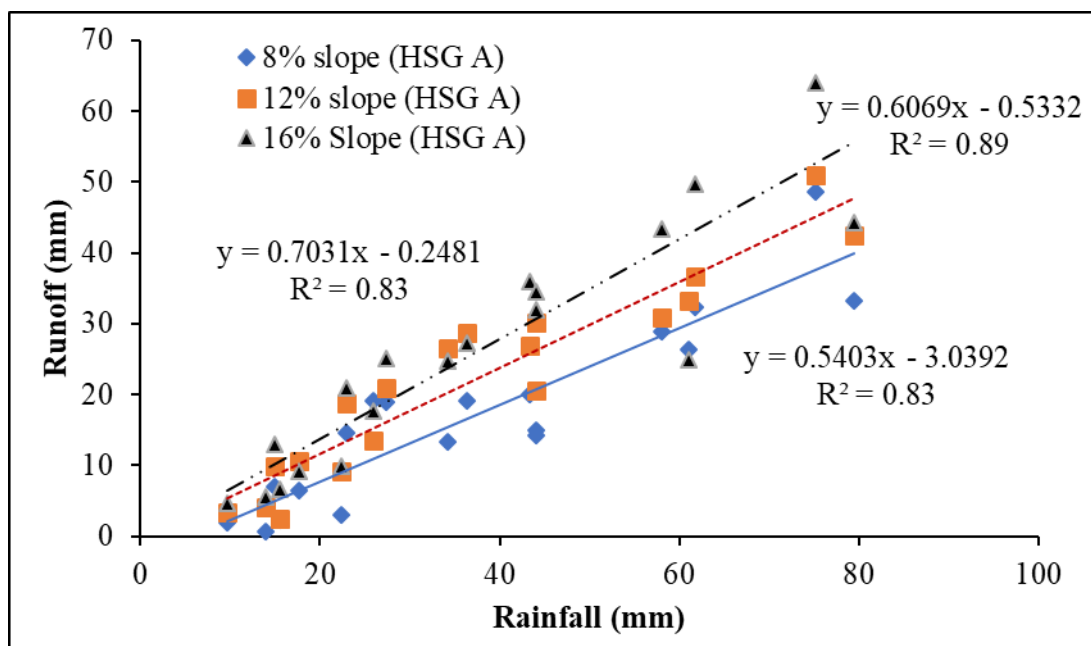 70
60
50
40
30
20
10
0
Runoff (mm)
8% slope (HSG A)
12% slope (HSG A)
16% Slope (HSG A)
y = 0.6069x - 0.5332
R² = 0.89
y = 0.7031x - 0.2481
R² = 0.83
y = 0.5403x - 3.0392
R² = 0.83
0 20 40 60 80 100
Rainfall (mm)